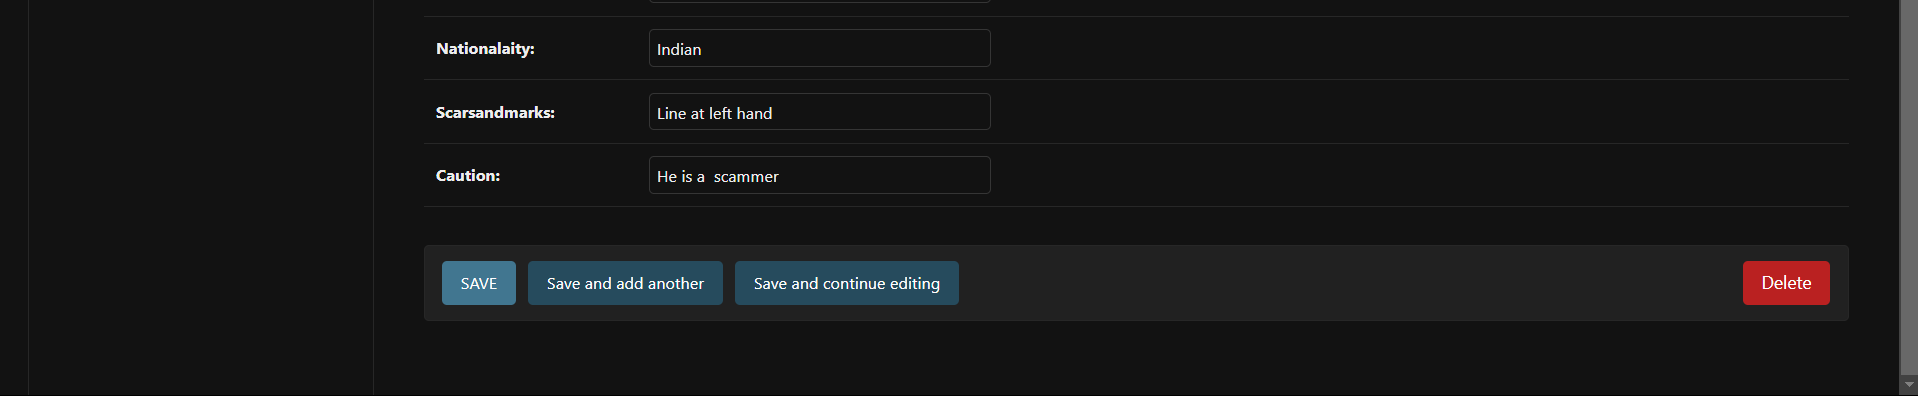 Nationalaity: Indian
Scarsandmarks: Line at left hand
Caution: He is a  scammer
SAVE Save and add another Save and continue editing Delete